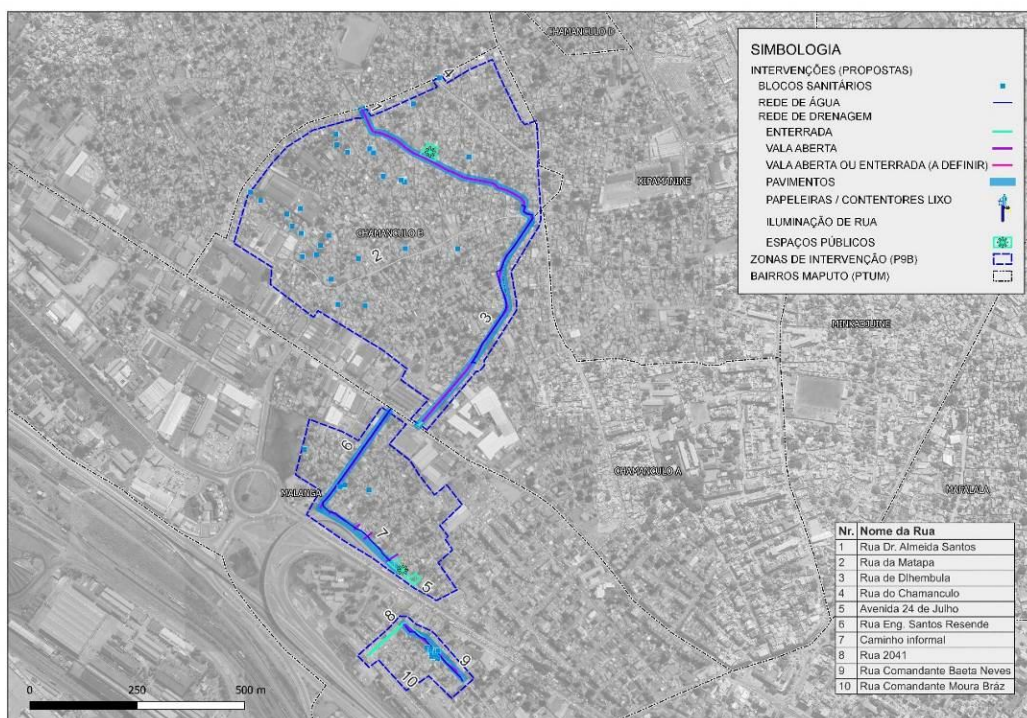 CHAMANCULO D
4
1
XIPAMANINE
CHAMANCULO B
2
3
MINKADJUINE
6
CHAMANCULO A
MALANGA
MAFALALA
7
5
8
9
10
0 250 500 m
SIMBOLOGIA
INTERVENÇÕES (PROPOSTAS)
BLOCOS SANITÁRIOS
REDE DE ÁGUA
REDE DE DRENAGEM
ENTERRADA
VALA ABERTA
VALA ABERTA OU ENTERRADA (A DEFINIR)
PAVIMENTOS
PAPELEIRAS / CONTENTORES LIXO
ILUMINAÇÃO DE RUA
ESPAÇOS PÚBLICOS
ZONAS DE INTERVENÇÃO (P9B)
BAIRROS MAPUTO (PTUM)
Nr. Nome da Rua
1 Rua Dr. Almeida Santos
2 Rua da Matapa
3 Rua de Dlhembula
4 Rua do Chamanculo
5 Avenida 24 de Julho
6 Rua Eng. Santos Resende
7 Caminho informal
8 Rua 2041
9 Rua Comandante Baeta Neves
10 Rua Comandante Moura Bráz